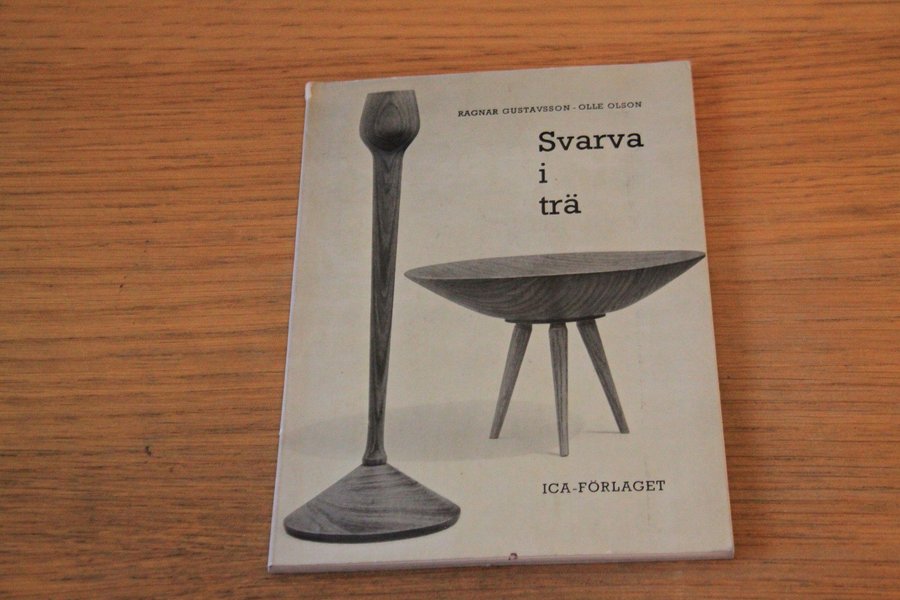 RAGNAR GUSTAVSSON - OLLE OLSON
Svarva
i
trä
ICA-FÖRLAGET